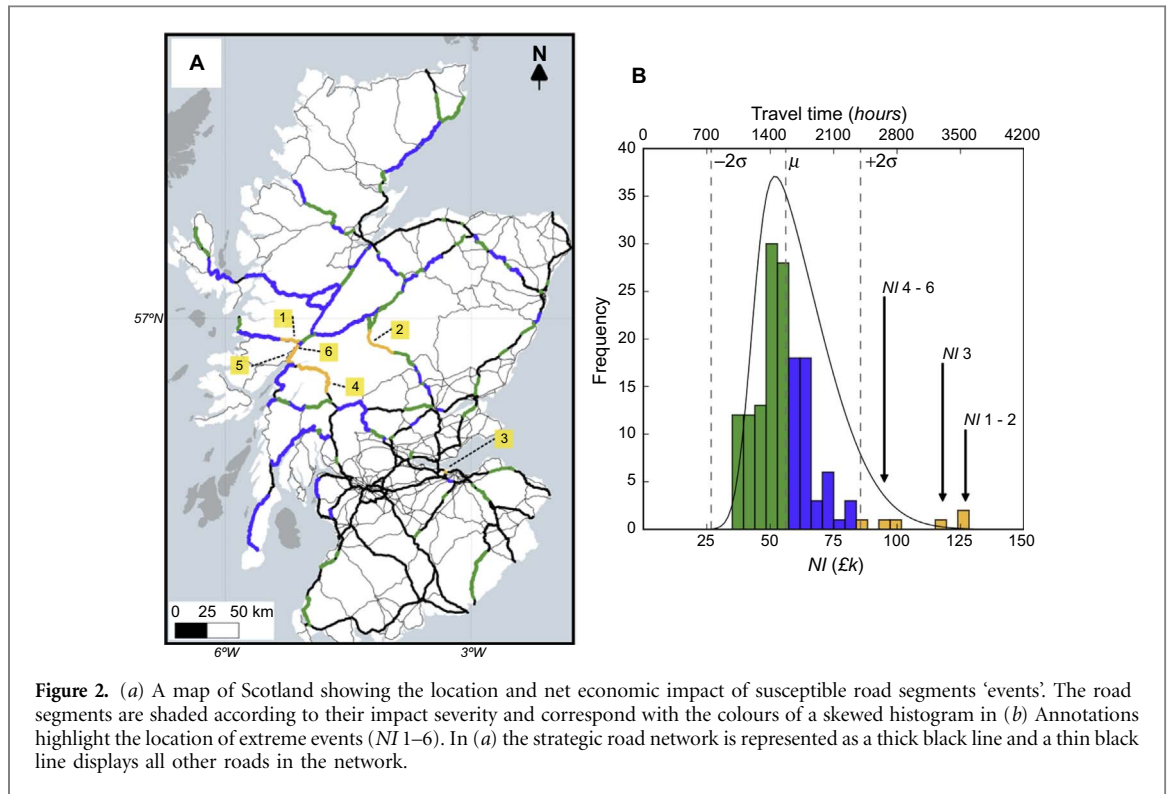 A
N
57°N
1
2
6
5
4
3
0 25 50 km
6°W 3°W
B
Travel time (hours)
0 700 1400 2100 2800 3500 4200
40
35
30
25
20
15
10
5
0
Frequency
−2σ μ +2σ
NI 4 - 6
NI 3
NI 1 - 2
25 50 75 100 125 150
NI (£k)
Figure 2. (a) A map of Scotland showing the location and net economic impact of susceptible road segments ‘events’. The road
segments are shaded according to their impact severity and correspond with the colours of a skewed histogram in (b) Annotations
highlight the location of extreme events (NI 1–6). In (a) the strategic road network is represented as a thick black line and a thin black
line displays all other roads in the network.